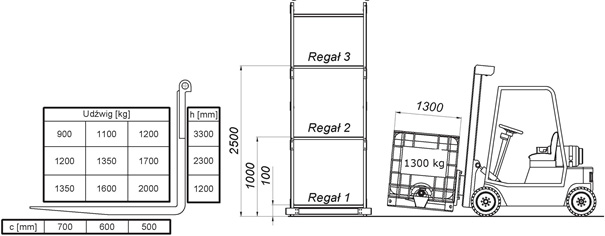 Udźwig [kg] h [mm]
900 1100 1200 3300
1200 1350 1700 2300
1350 1600 2000 1200
c [mm] 700 600 500
2500
1000
100
Regał 3
Regał 2
Regał 1
1300
1300 kg